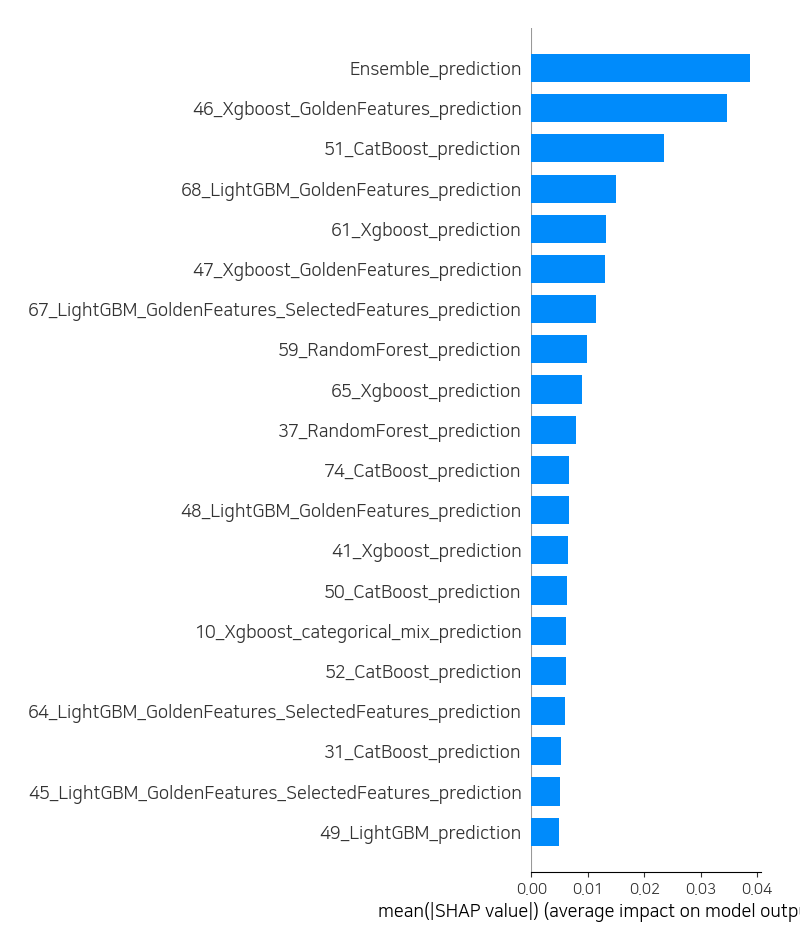 Ensemble_prediction
46_Xgboost_GoldenFeatures_prediction
51_CatBoost_prediction
68_LightGBM_GoldenFeatures_prediction
61_Xgboost_prediction
47_Xgboost_GoldenFeatures_prediction
67_LightGBM_GoldenFeatures_SelectedFeatures_prediction
59_RandomForest_prediction
65_Xgboost_prediction
37_RandomForest_prediction
74_CatBoost_prediction
48_LightGBM_GoldenFeatures_prediction
41_Xgboost_prediction
50_CatBoost_prediction
10_Xgboost_categorical_mix_prediction
52_CatBoost_prediction
64_LightGBM_GoldenFeatures_SelectedFeatures_prediction
31_CatBoost_prediction
45_LightGBM_GoldenFeatures_SelectedFeatures_prediction
49_LightGBM_prediction
0.00 0.01 0.02 0.03 0.04
mean(|SHAP value|) (average impact on model outpu